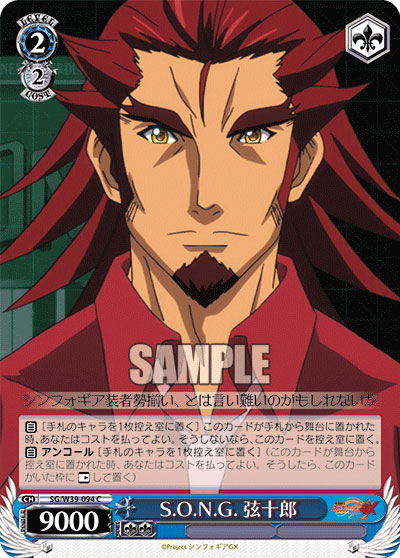 LEVEL
2
2
COST
SAMPLE
シンフォギア装者勢揃い、とは言い難いのかもしれないが
【手札のキャラを1枚控え室に置く】 このカードが手札から舞台に置かれた
時、あなたはコストを払ってよい。そうしないなら、このカードを控え室に置く。
アンコール 【手札のキャラを1枚控え室に置く】 (このカードが舞台から控え室に置か
れた時、あなたはコストを払ってよい。そうしたら、このカー
ドがいた枠に レストして置く)
CH SG/W39-094 C
9000
S.O.N.G. 弦十郎
©Project シンフォギアGX